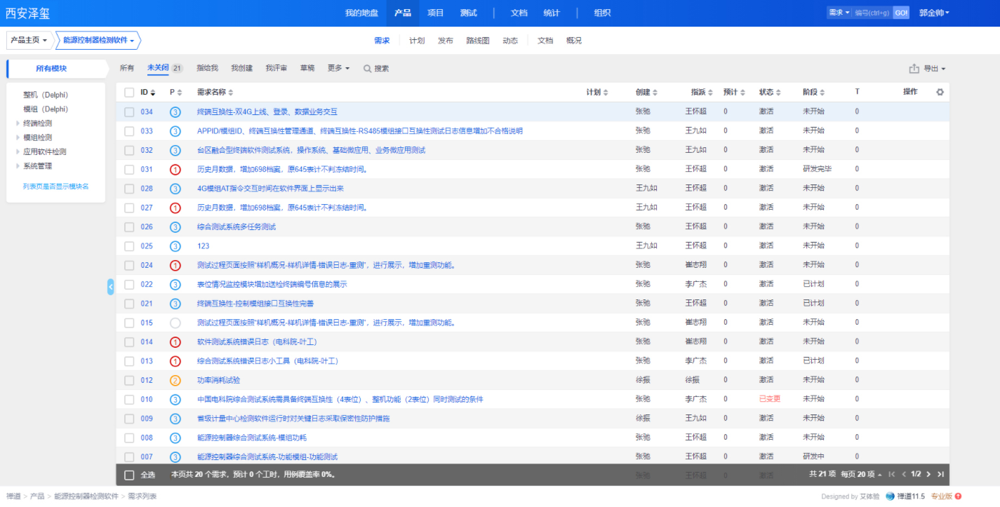 西安泽玺 我的地盘 产品 项目 测试 文档 统计 组织 需求 编号(ctrl+g) GO! 郭金帅
产品主页 能源控制器检测软件 需求 计划 发布 路线图 动态 文档 概况
所有模块 所有 未关闭 21 指给我 我创建 我评审 草稿 更多 搜索 导出
整机（Delphi）
模组（Delphi）
终端检测
模组检测
应用软件检测
系统管理
列表页是否显示模块名
ID P 需求名称 计划 创建 指派 预计 状态 阶段 T 操作
034 3 终端互换性-双4G上线、登录、数据业务交互 张弛 王怀超 0 激活 未开始 0
033 3 APPID/模组ID、终端互换性管理通道、终端互换性-RS485模组接口互换性测试日志信息增加不合格说明 张弛 王九如 0 激活 未开始 0
032 3 台区融合型终端软件测试系统，操作系统、基础微应用、业务微应用测试 张弛 王九如 0 激活 未开始 0
031 1 历史月数据，增加698档案，原645表计不判冻结时间。 张弛 王怀超 0 激活 研发完毕 0
028 3 4G模组AT指令交互时间在软件界面上显示出来 王九如 王怀超 0 激活 未开始 0
027 1 历史月数据，增加698档案，原645表计不判冻结时间。 王九如 王怀超 0 激活 未开始 0
026 3 综合测试系统多任务测试 张弛 王怀超 0 激活 未开始 0
025 3 123 王九如 王怀超 0 激活 未开始 0
024 1 测试过程页面按照“样机概况-样机详情-错误日志-重测”，进行展示，增加重测功能。 张弛 崔志翔 0 激活 未开始 0
022 3 表位情况监控模块增加送检终端编号信息的展示 张弛 李广杰 0 激活 已计划 0
021 3 终端互换性-控制模组接口互换性完善 张弛 王怀超 0 激活 已计划 0
015 测试过程页面按照“样机概况-样机详情-错误日志-重测”，进行展示，增加重测功能。 张弛 崔志翔 0 激活 未开始 0
014 1 软件测试系统错误日志（电科院-叶工） 张弛 崔志翔 0 激活 未开始 0
013 1 综合测试系统错误日志小工具（电科院-叶工） 张弛 李广杰 0 激活 已计划 0
012 2 功率消耗试验 徐振 徐振 0 激活 未开始 0
010 3 中国电科院综合测试系统需具备终端互换性（4表位）、整机功能（2表位）同时测试的条件 张弛 李广杰 0 已变更 未开始 0
009 3 省级计量中心检测软件运行时对关键日志采取保密性防护措施 徐振 王九如 0 激活 未开始 0
008 3 能源控制器综合测试系统-模组功耗 张弛 王怀超 0 激活 未开始 0
007 3 能源控制器综合测试系统-功能模组-功能测试 张弛 王怀超 0 激活 研发中 0
全选 本页共 20 个需求，预计 0 个工时，用例覆盖率 0%。 张弛 王怀超 0 激活 共 21 项 每页 20 项 1/2
禅道 > 产品 > 能源控制器检测软件 > 需求列表 Designed by 艾体验 禅道11.5 专业版